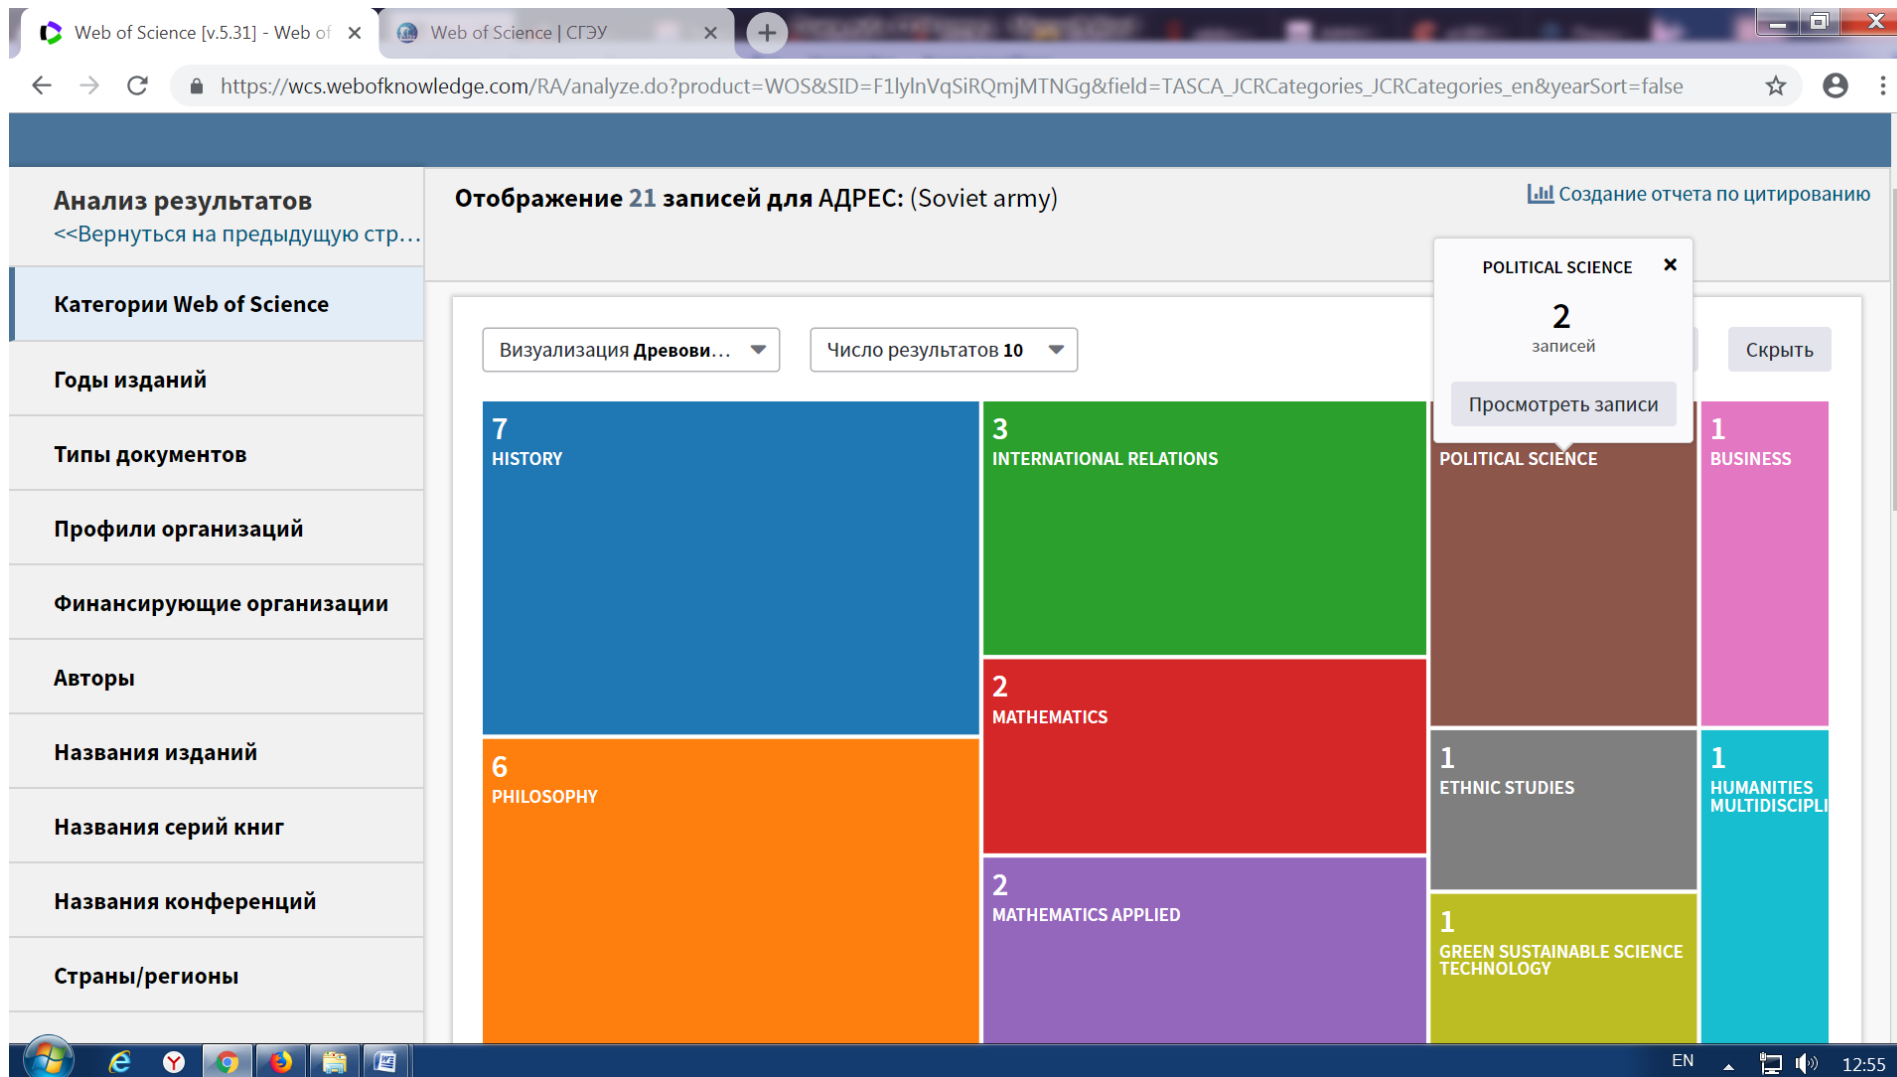 Web of Science [v.5.31] - Web of
Web of Science | СГЭУ
https://wcs.webofknowledge.com/RA/analyze.do?product=WOS&SID=F1lylnVqSiRQmjMTNGg&field=TASCA_JCRCategories_JCRCategories_en&yearSort=false
Анализ результатов
<<Вернуться на предыдущую стр...
Категории Web of Science
Годы изданий
Типы документов
Профили организаций
Финансирующие организации
Авторы
Названия изданий
Названия серий книг
Названия конференций
Страны/регионы
Отображение 21 записей для АДРЕС: (Soviet army)
Создание отчета по цитированию
Визуализация Древови...
Число результатов 10
Скрыть
POLITICAL SCIENCE
2
записей
Просмотреть записи
7
HISTORY
6
PHILOSOPHY
3
INTERNATIONAL RELATIONS
2
MATHEMATICS
2
MATHEMATICS APPLIED
POLITICAL SCIENCE
1
ETHNIC STUDIES
1
GREEN SUSTAINABLE SCIENCE
TECHNOLOGY
1
BUSINESS
1
HUMANITIES
MULTIDISCIPLI
EN
12:55